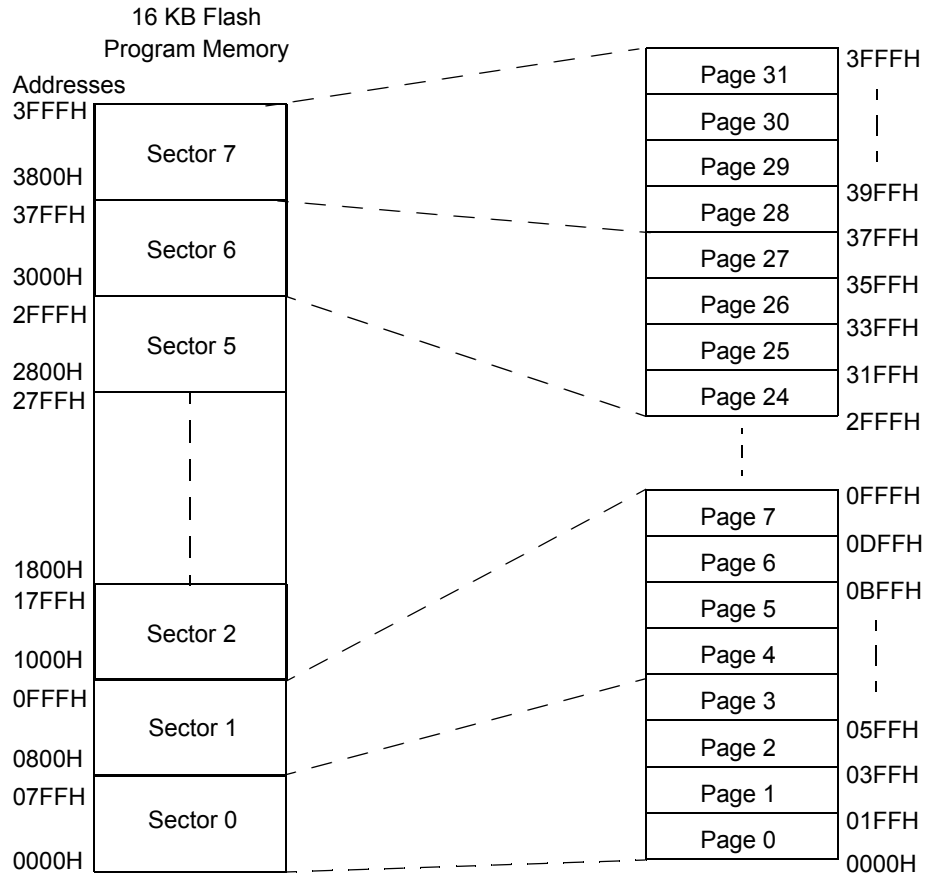 16 KB Flash
Program Memory
Addresses
3FFFH
Sector 7
3800H
37FFH
Sector 6
3000H
2FFFH
Sector 5
2800H
27FFH
1800H
17FFH
Sector 2
1000H
0FFFH
Sector 1
0800H
07FFH
Sector 0
0000H
3FFFH
Page 31
Page 30
Page 29
39FFH
Page 28
37FFH
Page 27
35FFH
Page 26
33FFH
Page 25
31FFH
Page 24
2FFFH
0FFFH
Page 7
0DFFH
Page 6
0BFFH
Page 5
Page 4
Page 3
05FFH
Page 2
03FFH
Page 1
01FFH
Page 0
0000H